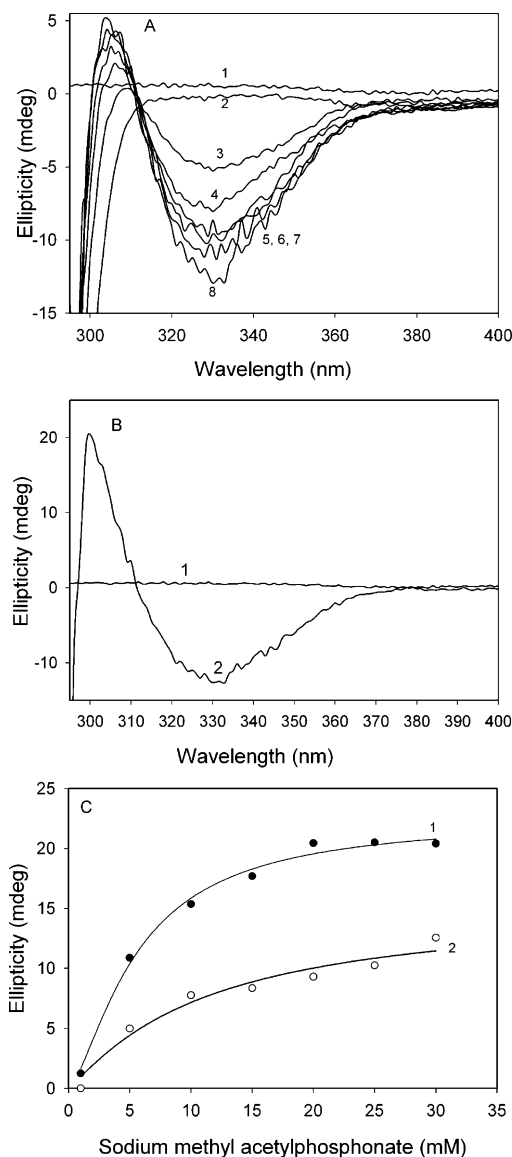 A
5
0
-5
-10
-15
Ellipticity (mdeg)
1
2
3
4
5, 6, 7
8
300 320 340 360 380 400
Wavelength (nm)
B
20
10
0
-10
Ellipticity (mdeg)
1
2
300 310 320 330 340 350 360 370 380 390 400
Wavelength (nm)
C
25
20
15
10
5
0
Ellipticity (mdeg)
1
2
0 5 10 15 20 25 30 35
Sodium methyl acetylphosphonate (mM)